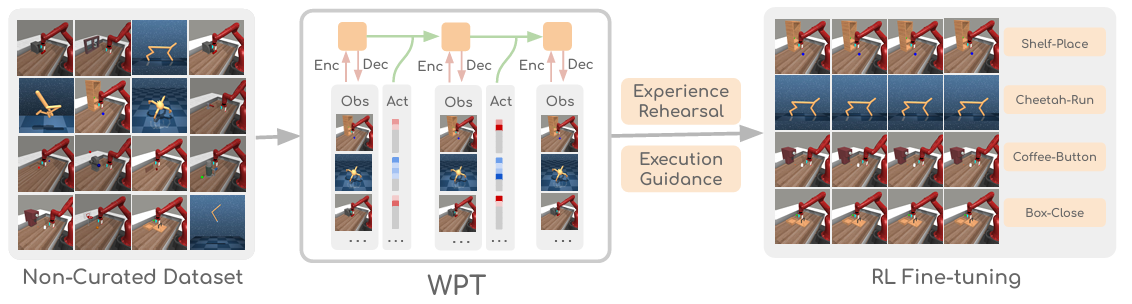 Enc
Dec
Enc
Dec
Enc
Dec
Obs
Act
Obs
Act
Obs
...
...
...
...
...
Experience
Rehearsal
Execution
Guidance
Shelf-Place
Cheetah-Run
Coffee-Button
Box-Close
Non-Curated Dataset
WPT
RL Fine-tuning